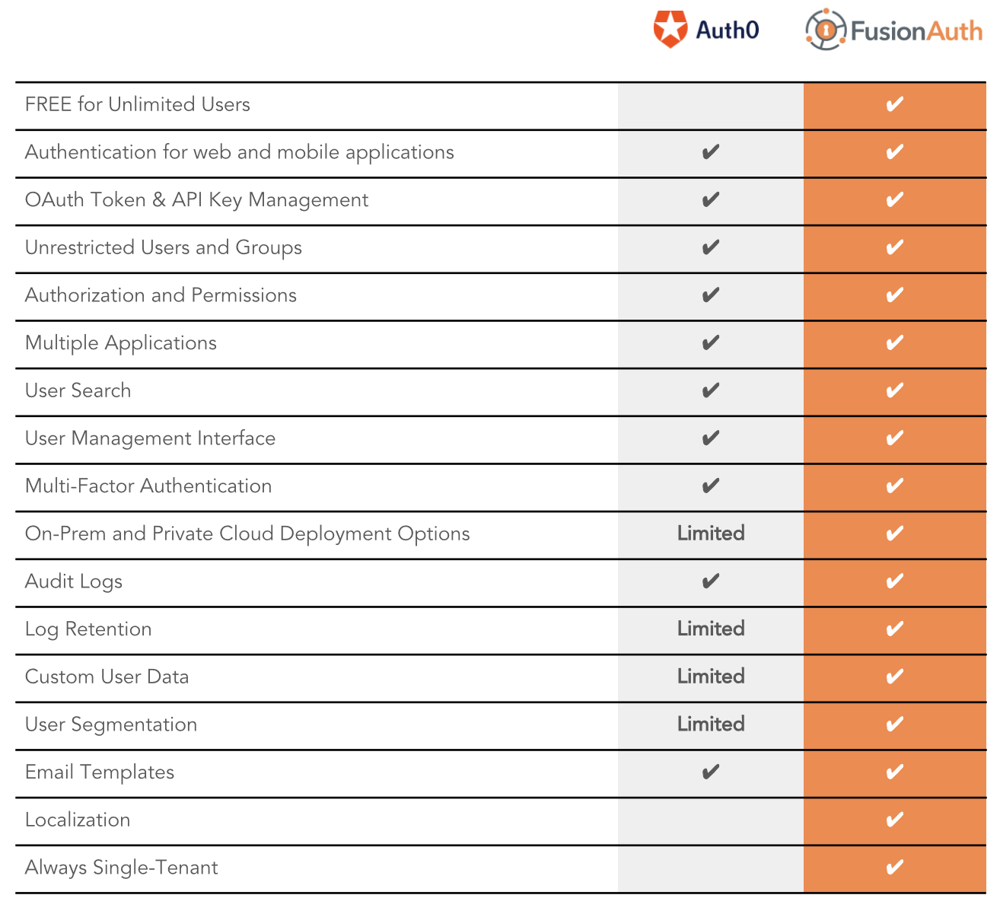 Auth0 FusionAuth
FREE for Unlimited Users ✔
Authentication for web and mobile applications ✔ ✔
OAuth Token & API Key Management ✔ ✔
Unrestricted Users and Groups ✔ ✔
Authorization and Permissions ✔ ✔
Multiple Applications ✔ ✔
User Search ✔ ✔
User Management Interface ✔ ✔
Multi-Factor Authentication ✔ ✔
On-Prem and Private Cloud Deployment Options Limited ✔
Audit Logs ✔ ✔
Log Retention Limited ✔
Custom User Data Limited ✔
User Segmentation Limited ✔
Email Templates ✔ ✔
Localization ✔
Always Single-Tenant ✔